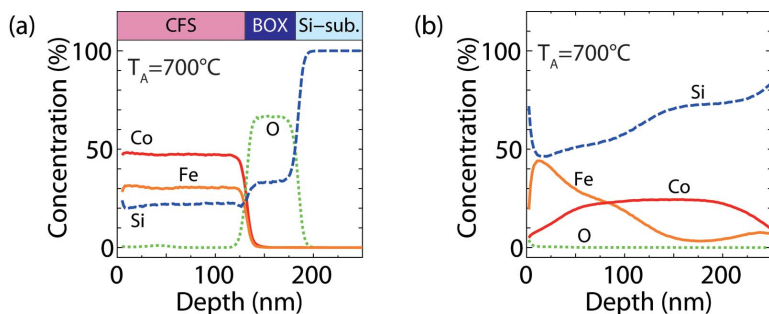 (a)
CFS BOX Si−sub.
Concentration (%)
100
50
0
T_A=700°C
Co
Fe
Si
O
0 100 200
Depth (nm)
(b)
Concentration (%)
100
50
0
T_A=700°C
Si
Fe
Co
O
0 100 200
Depth (nm)